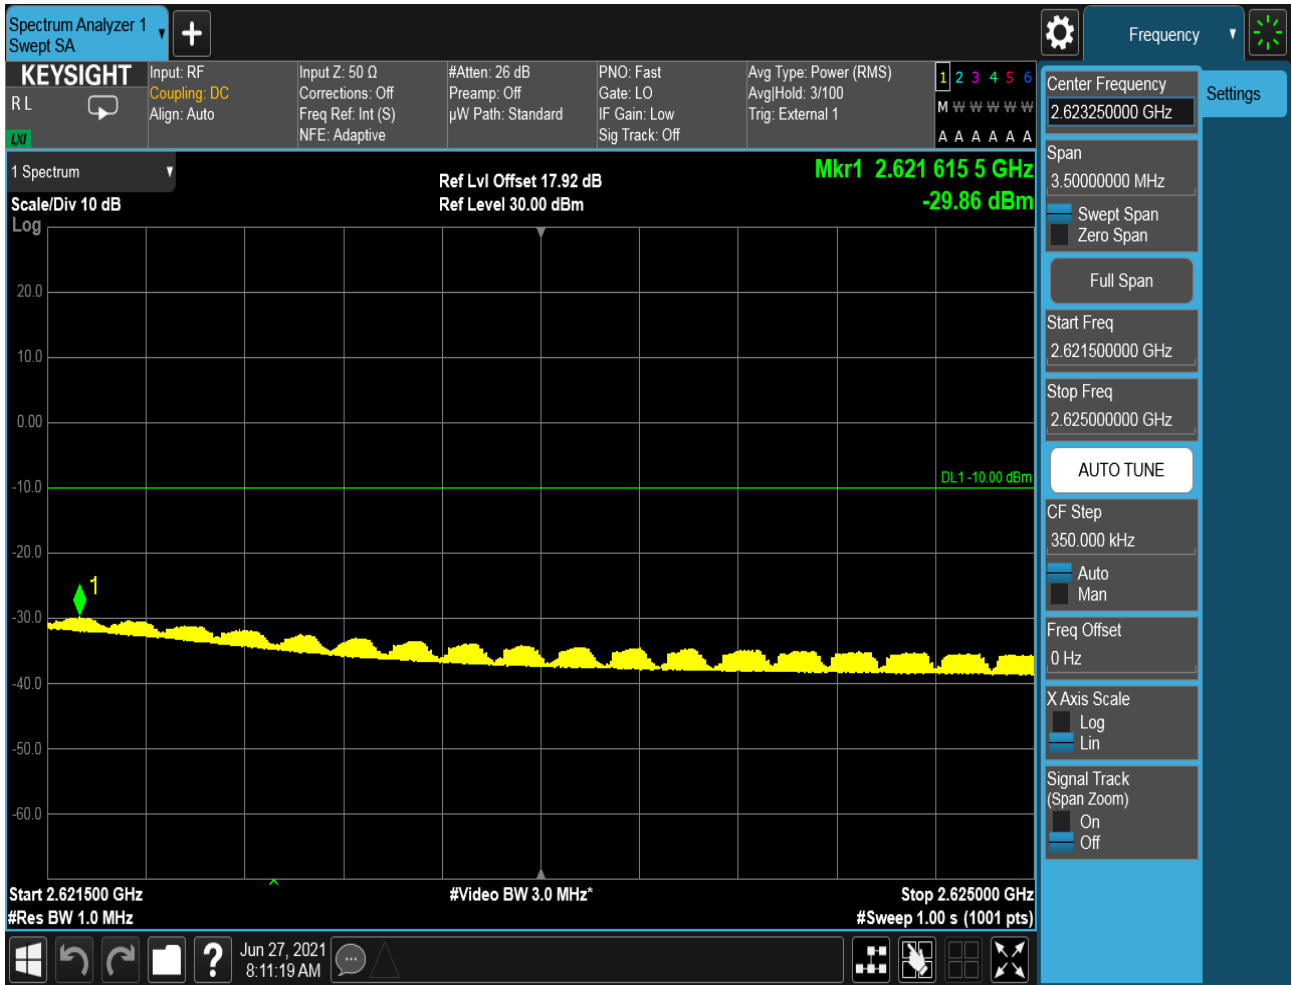 Spectrum Analyzer 1
Swept SA
Frequency
KEYSIGHT
R L
LXI
Input: RF
Coupling: DC
Align: Auto
Input Z: 50 Ω
Corrections: Off
Freq Ref: Int (S)
NFE: Adaptive
#Atten: 26 dB
Preamp: Off
µW Path: Standard
PNO: Fast
Gate: LO
IF Gain: Low
Sig Track: Off
Avg Type: Power (RMS)
Avg|Hold: 3/100
Trig: External 1
1 2 3 4 5 6
M W W W W W
A A A A A A
1 Spectrum
Scale/Div 10 dB
Log
Ref Lvl Offset 17.92 dB
Ref Level 30.00 dBm
Mkr1 2.621 615 5 GHz
-29.86 dBm
20.0
10.0
0.00
-10.0
-20.0
-30.0
-40.0
-50.0
-60.0
DL1 -10.00 dBm
1
Start 2.621500 GHz
#Res BW 1.0 MHz
#Video BW 3.0 MHz*
Stop 2.625000 GHz
#Sweep 1.00 s (1001 pts)
Jun 27, 2021
8:11:19 AM
?
Center Frequency
2.623250000 GHz
Settings
Span
3.50000000 MHz
Swept Span
Zero Span
Full Span
Start Freq
2.621500000 GHz
Stop Freq
2.625000000 GHz
AUTO TUNE
CF Step
350.000 kHz
Auto
Man
Freq Offset
0 Hz
X Axis Scale
Log
Lin
Signal Track
(Span Zoom)
On
Off